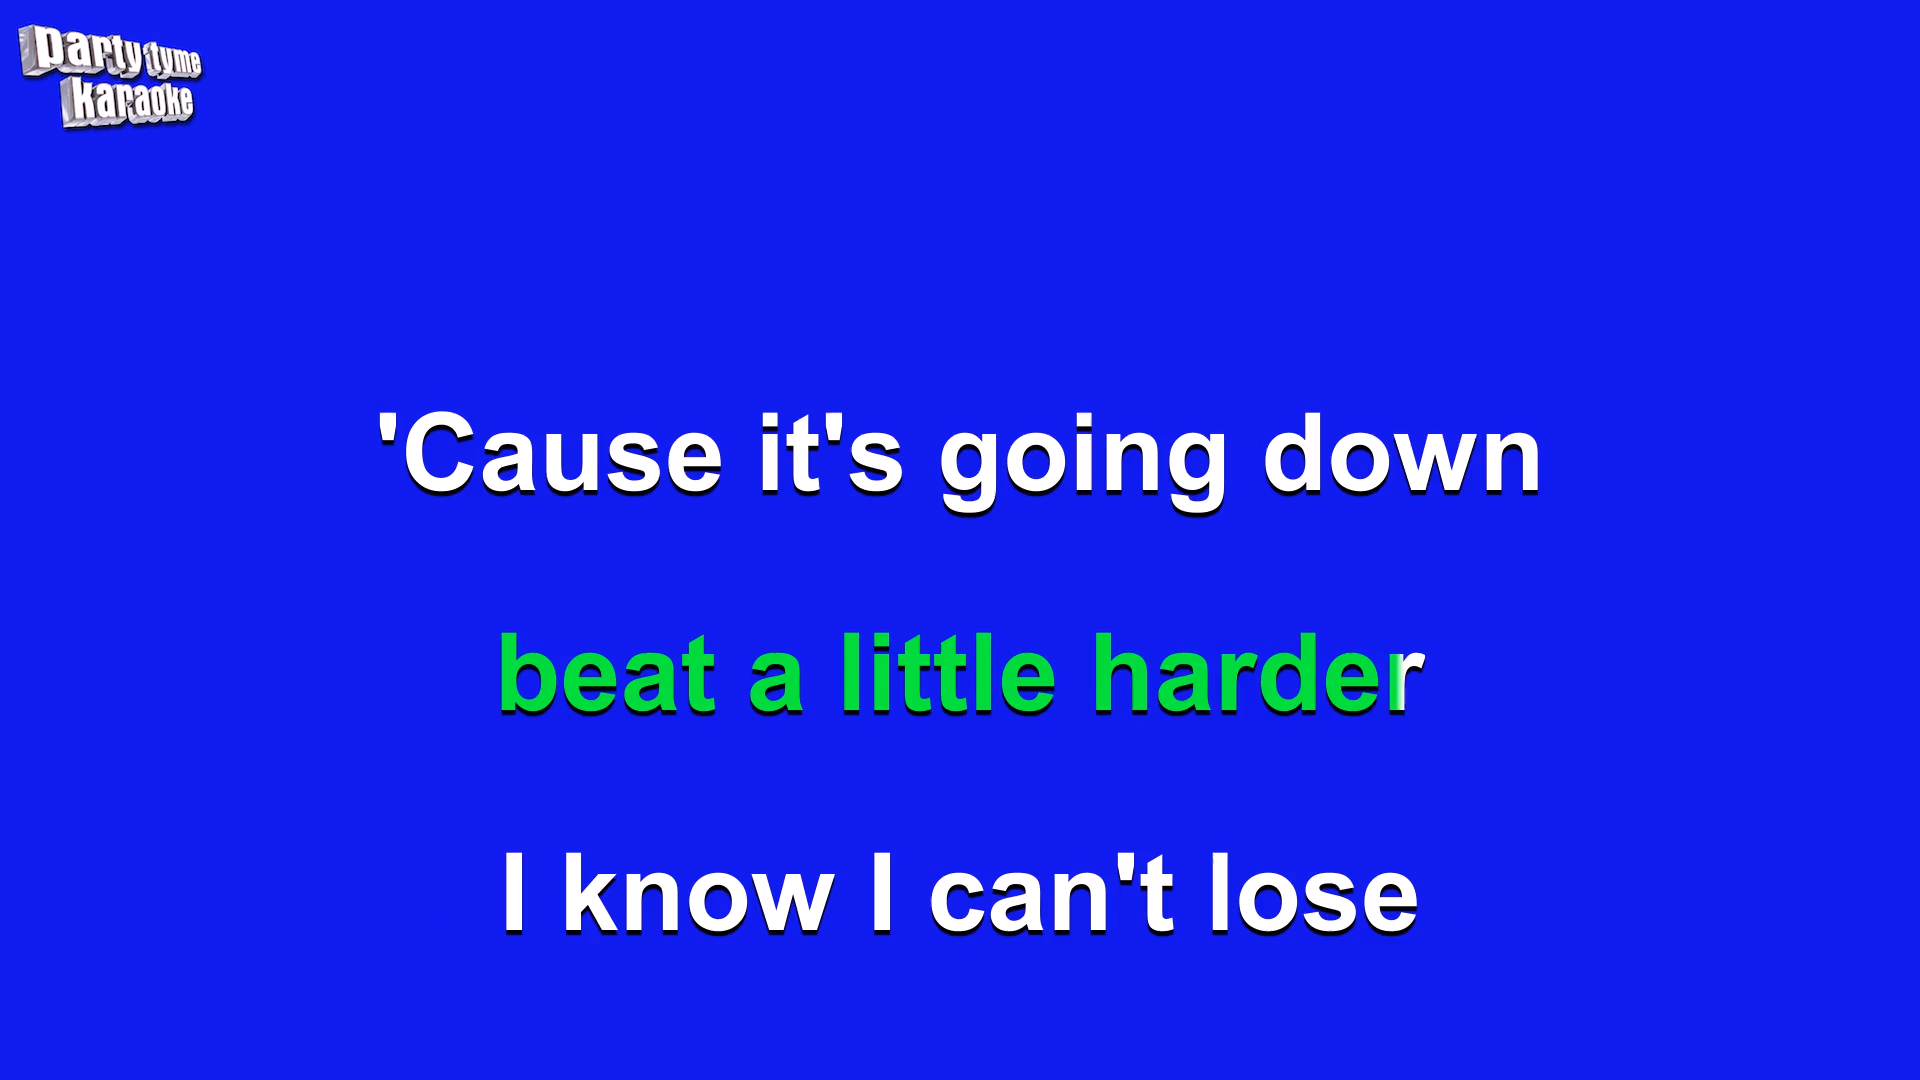 party tyme
karaoke
'Cause it's going down
beat a little harder
I know I can't lose